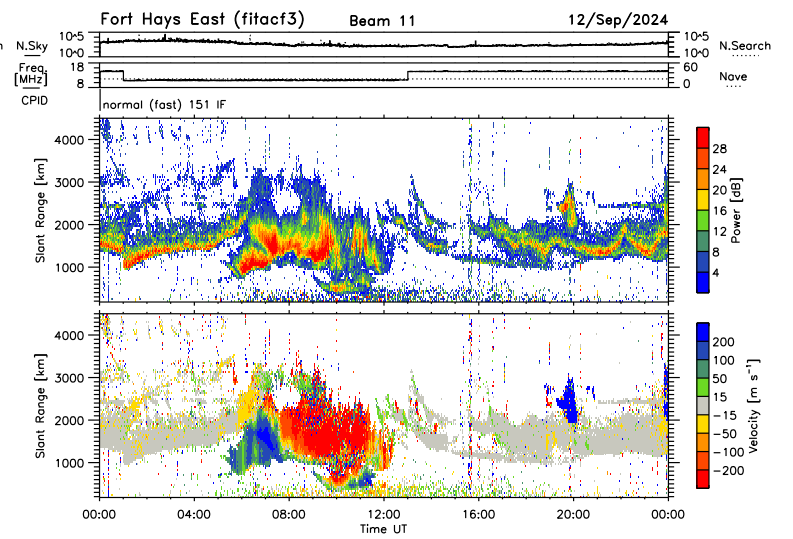 Fort Hays East (fitacf3) Beam 11 12/Sep/2024
n N.Sky 10^5 10^0 10^5 10^0 N.Search
Freq. [MHz] 18 8 60 0 Nave
CPID normal (fast) 151 IF
Slant Range [km] 4000 3000 2000 1000
Power [dB] 28 24 20 16 12 8 4
Slant Range [km] 4000 3000 2000 1000
Velocity [m s⁻¹] 200 100 50 15 -15 -50 -100 -200
00:00 04:00 08:00 12:00 16:00 20:00 00:00
Time UT